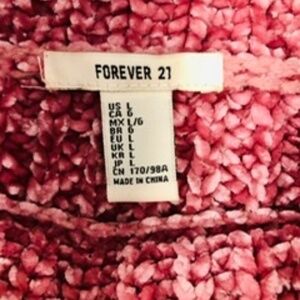 FOREVER 21
US L
CA G
MX L/G
BR G
EU L
UK L
KR L
JP L
CN 170/98A
MADE IN CHINA